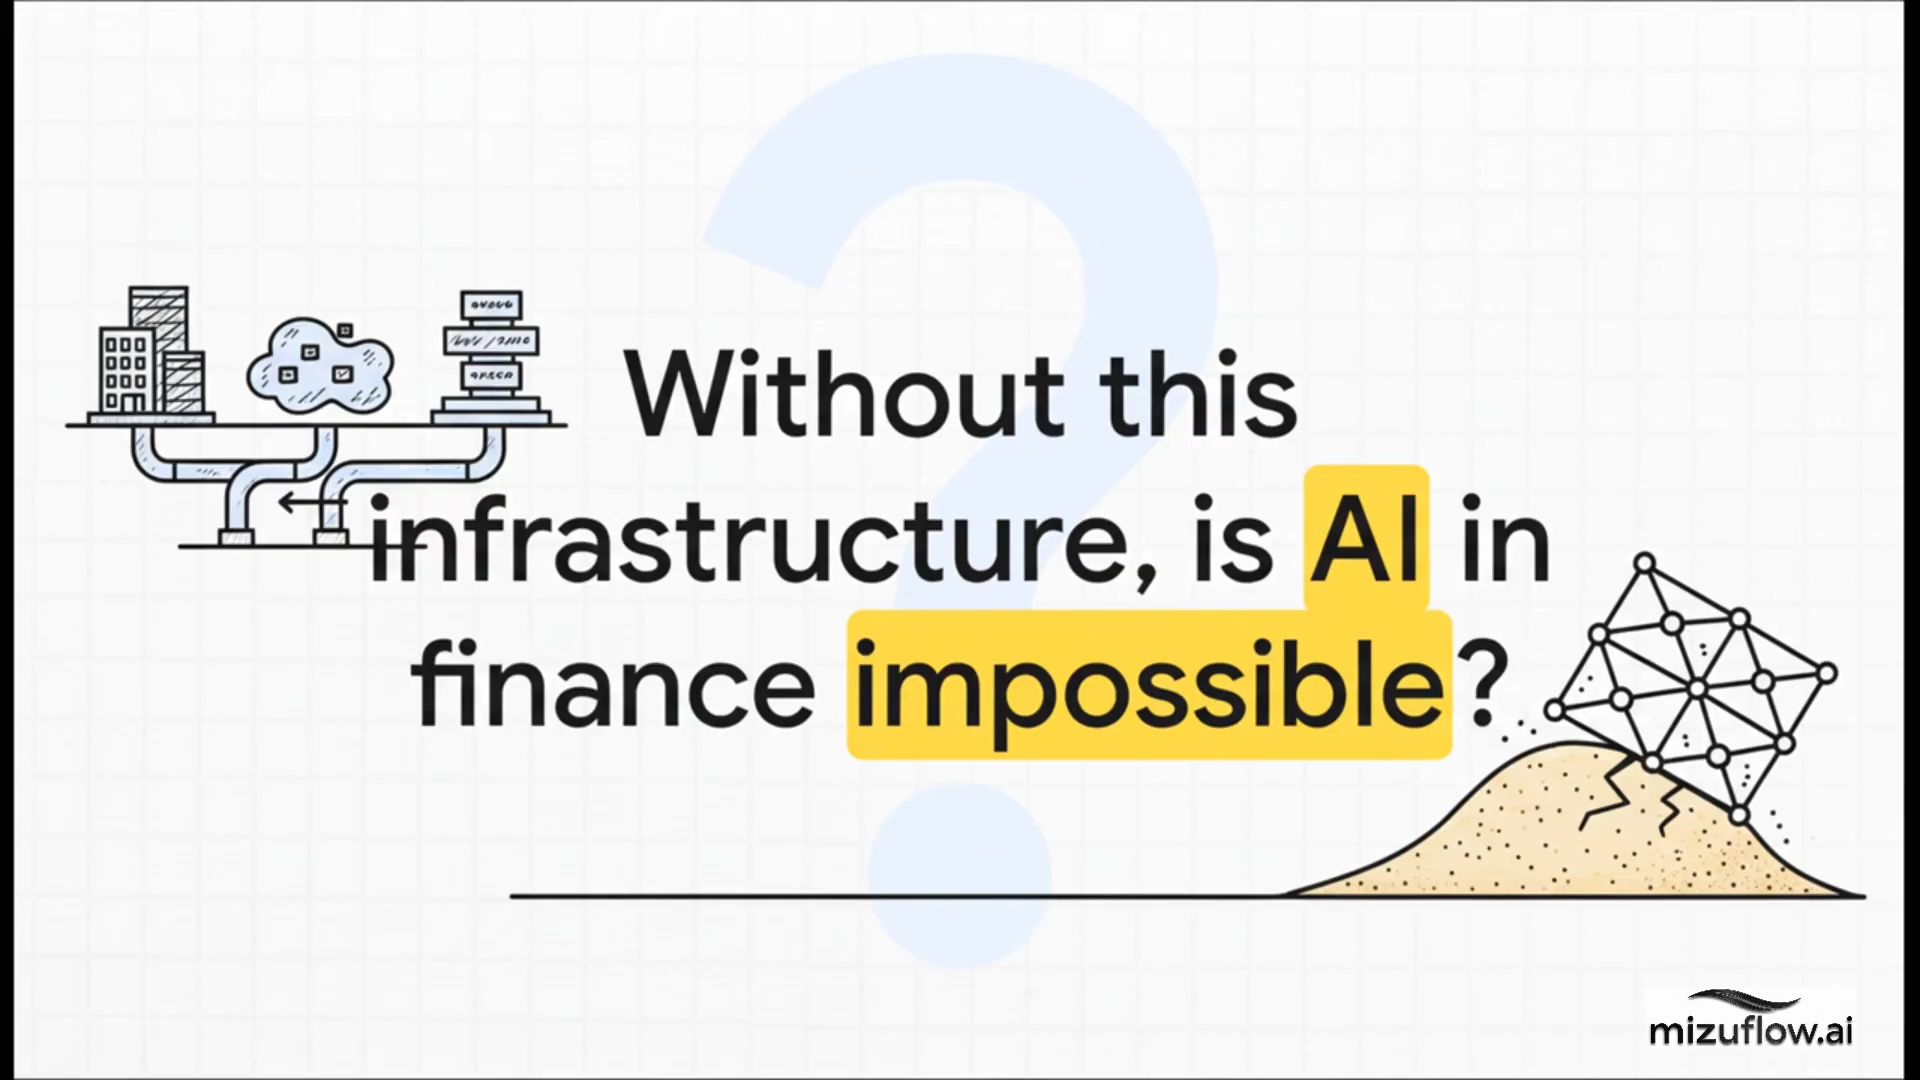 Without this
infrastructure, is AI in
finance impossible?
mizuflow.ai